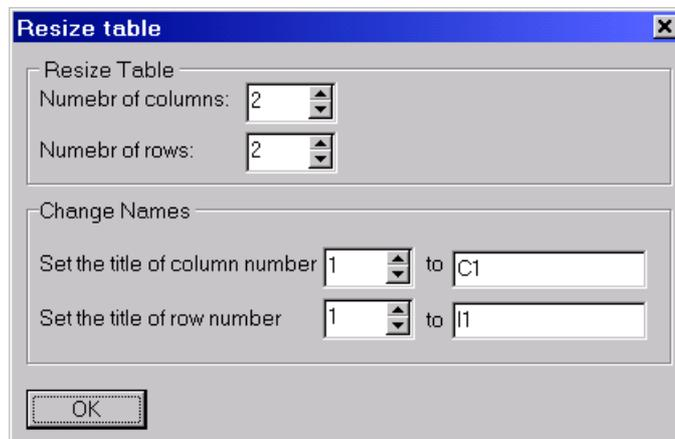 Resize table
Resize Table
Numebr of columns: 2
Numebr of rows: 2
Change Names
Set the title of column number 1 to C1
Set the title of row number 1 to I1
OK